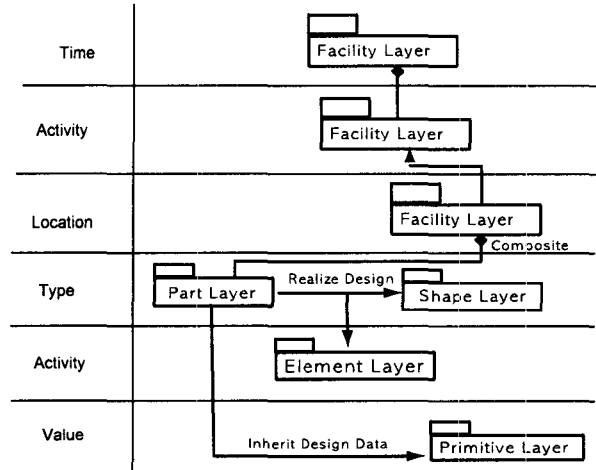 Time
Facility Layer
Activity
Facility Layer
Location
Facility Layer
Composite
Type
Part Layer
Realize Design
Shape Layer
Activity
Element Layer
Value
Inherit Design Data
Primitive Layer